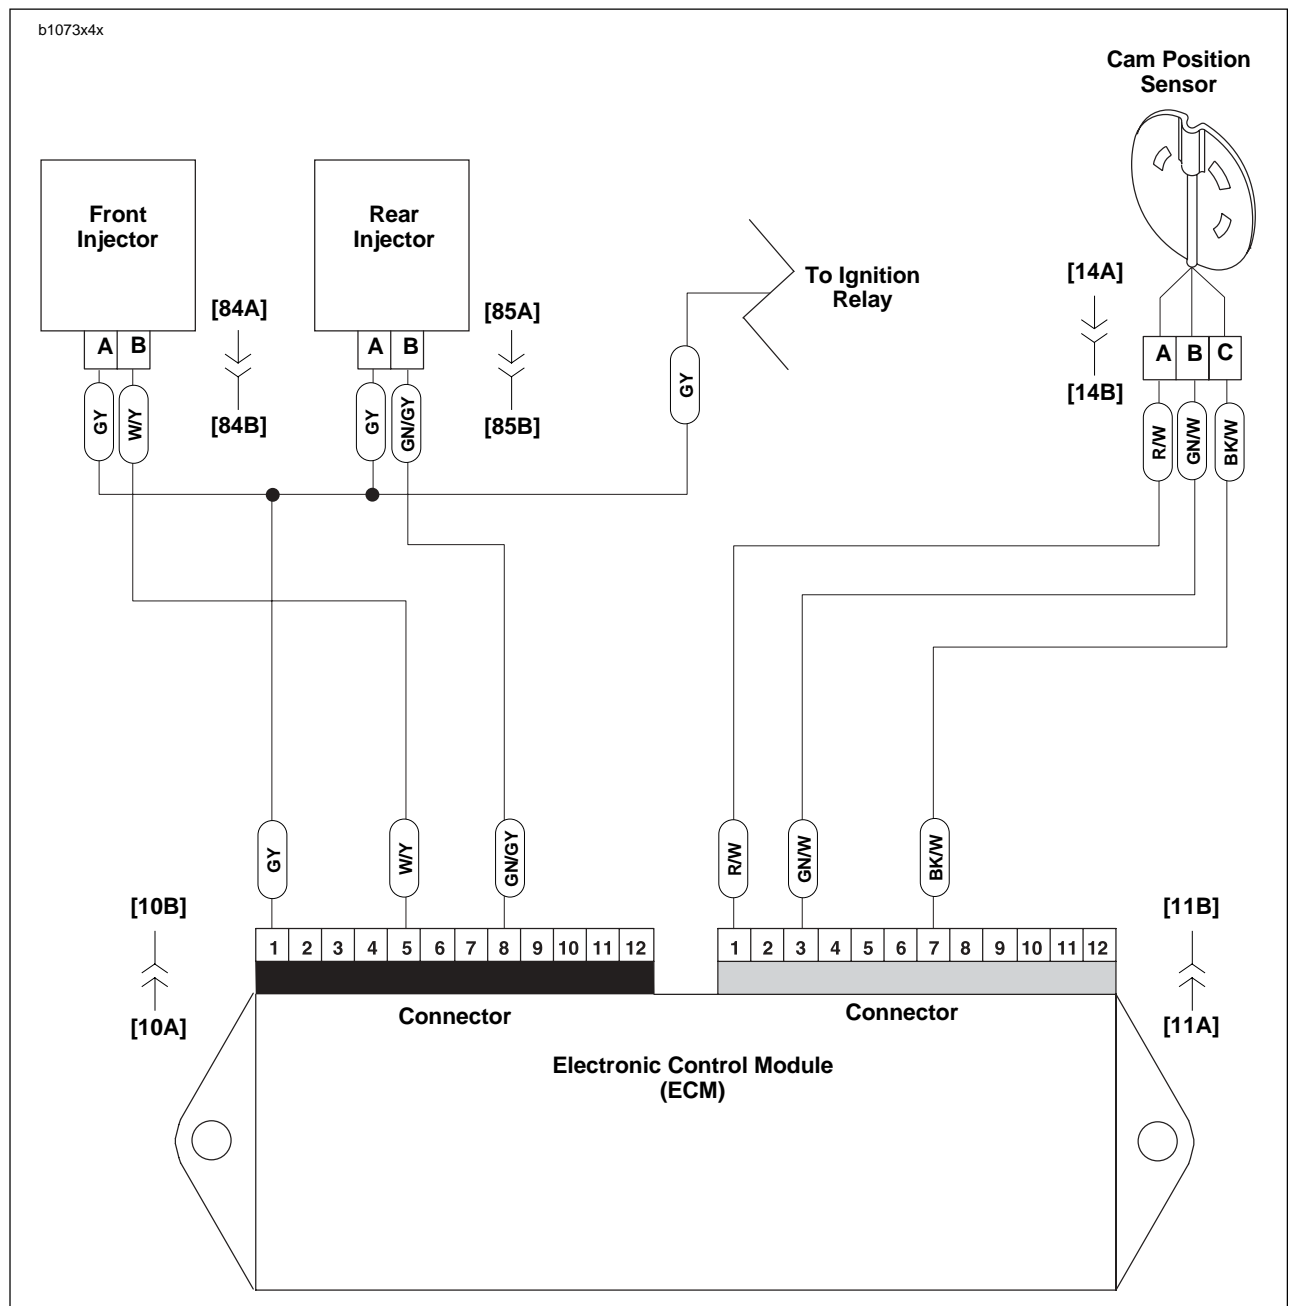 b1073x4x
Cam Position
Sensor
Front
Injector
Rear
Injector
To Ignition
Relay
[84A]
[84B]
[85A]
[85B]
[14A]
[14B]
A B
A B
A B C
GY
W/Y
GY
GN/GY
GY
R/W
GN/W
BK/W
GY
W/Y
GN/GY
R/W
GN/W
BK/W
[10B]
[10A]
[11B]
[11A]
1 2 3 4 5 6 7 8 9 10 11 12
1 2 3 4 5 6 7 8 9 10 11 12
Connector
Connector
Electronic Control Module
(ECM)